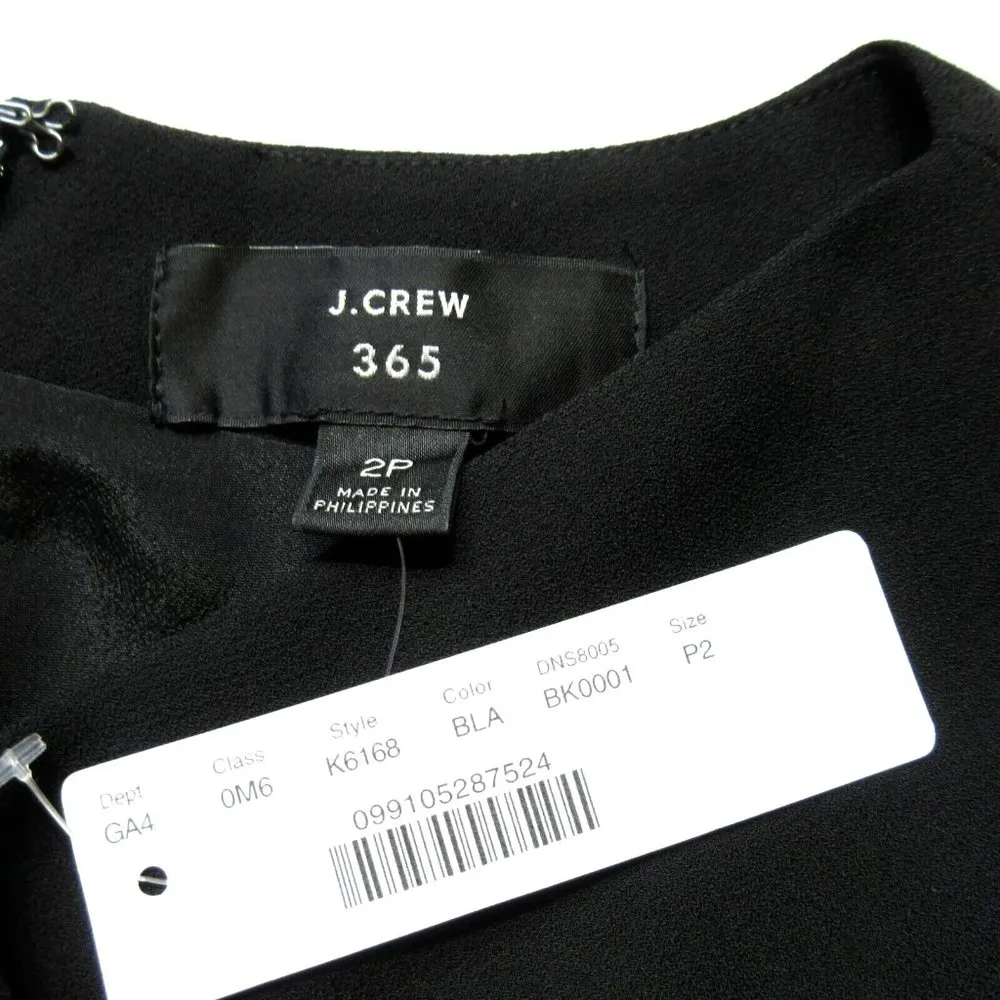 J.CREW
365
2P
MADE IN
PHILIPPINES
Dept Class Style Color DNS8005 Size
GA4 0M6 K6168 BLA BK0001 P2
099105287524